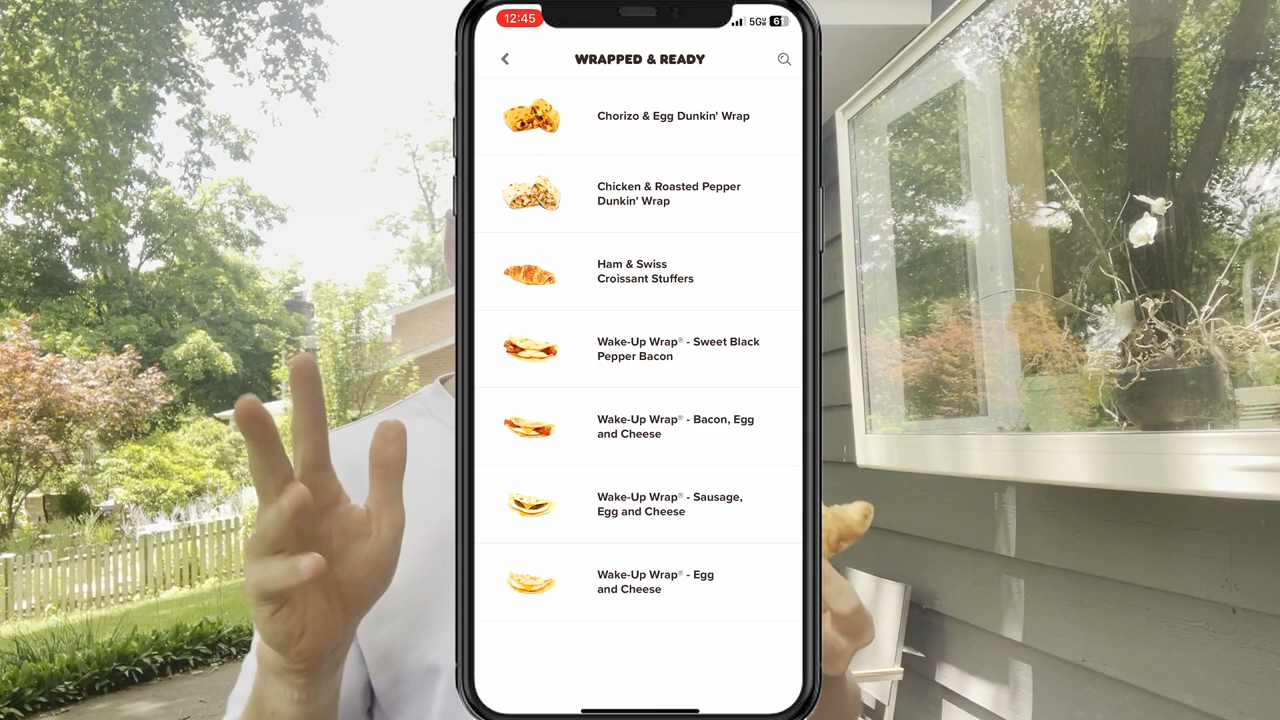 12:45
5G
61
WRAPPED & READY
Chorizo & Egg Dunkin' Wrap
Chicken & Roasted Pepper
Dunkin' Wrap
Ham & Swiss
Croissant Stuffers
Wake-Up Wrap® - Sweet Black
Pepper Bacon
Wake-Up Wrap® - Bacon, Egg
and Cheese
Wake-Up Wrap® - Sausage,
Egg and Cheese
Wake-Up Wrap® - Egg
and Cheese